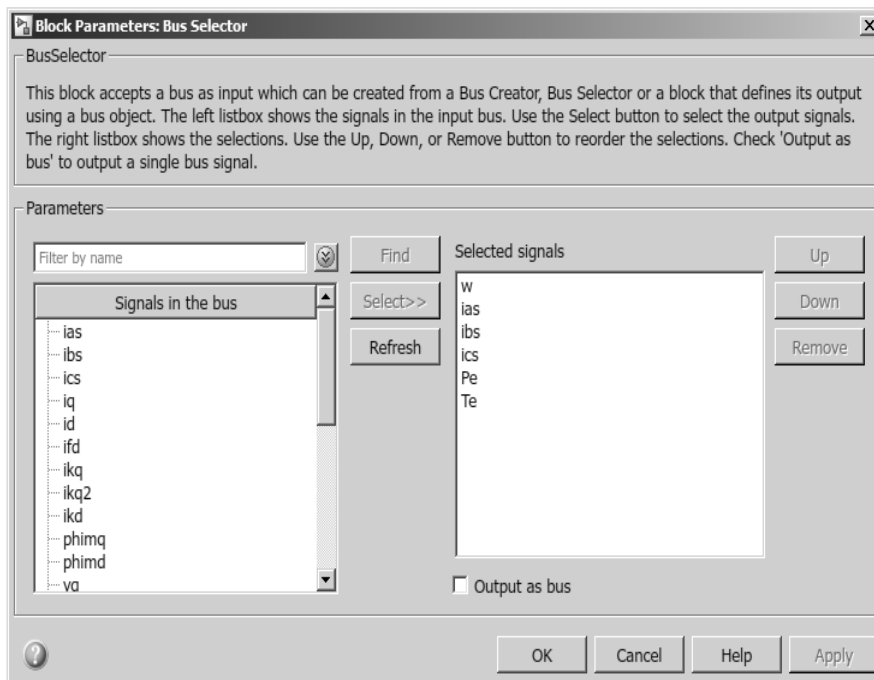 Block Parameters: Bus Selector
BusSelector
This block accepts a bus as input which can be created from a Bus Creator, Bus Selector or a block that defines its output
using a bus object. The left listbox shows the signals in the input bus. Use the Select button to select the output signals.
The right listbox shows the selections. Use the Up, Down, or Remove button to reorder the selections. Check 'Output as
bus' to output a single bus signal.
Parameters
Filter by name
Find
Signals in the bus
ias
ibs
ics
iq
id
ifd
ikq
ikq2
ikd
phimq
phimd
vq
Select>>
Refresh
Selected signals
w
ias
ibs
ics
Pe
Te
Output as bus
Up
Down
Remove
?
OK
Cancel
Help
Apply